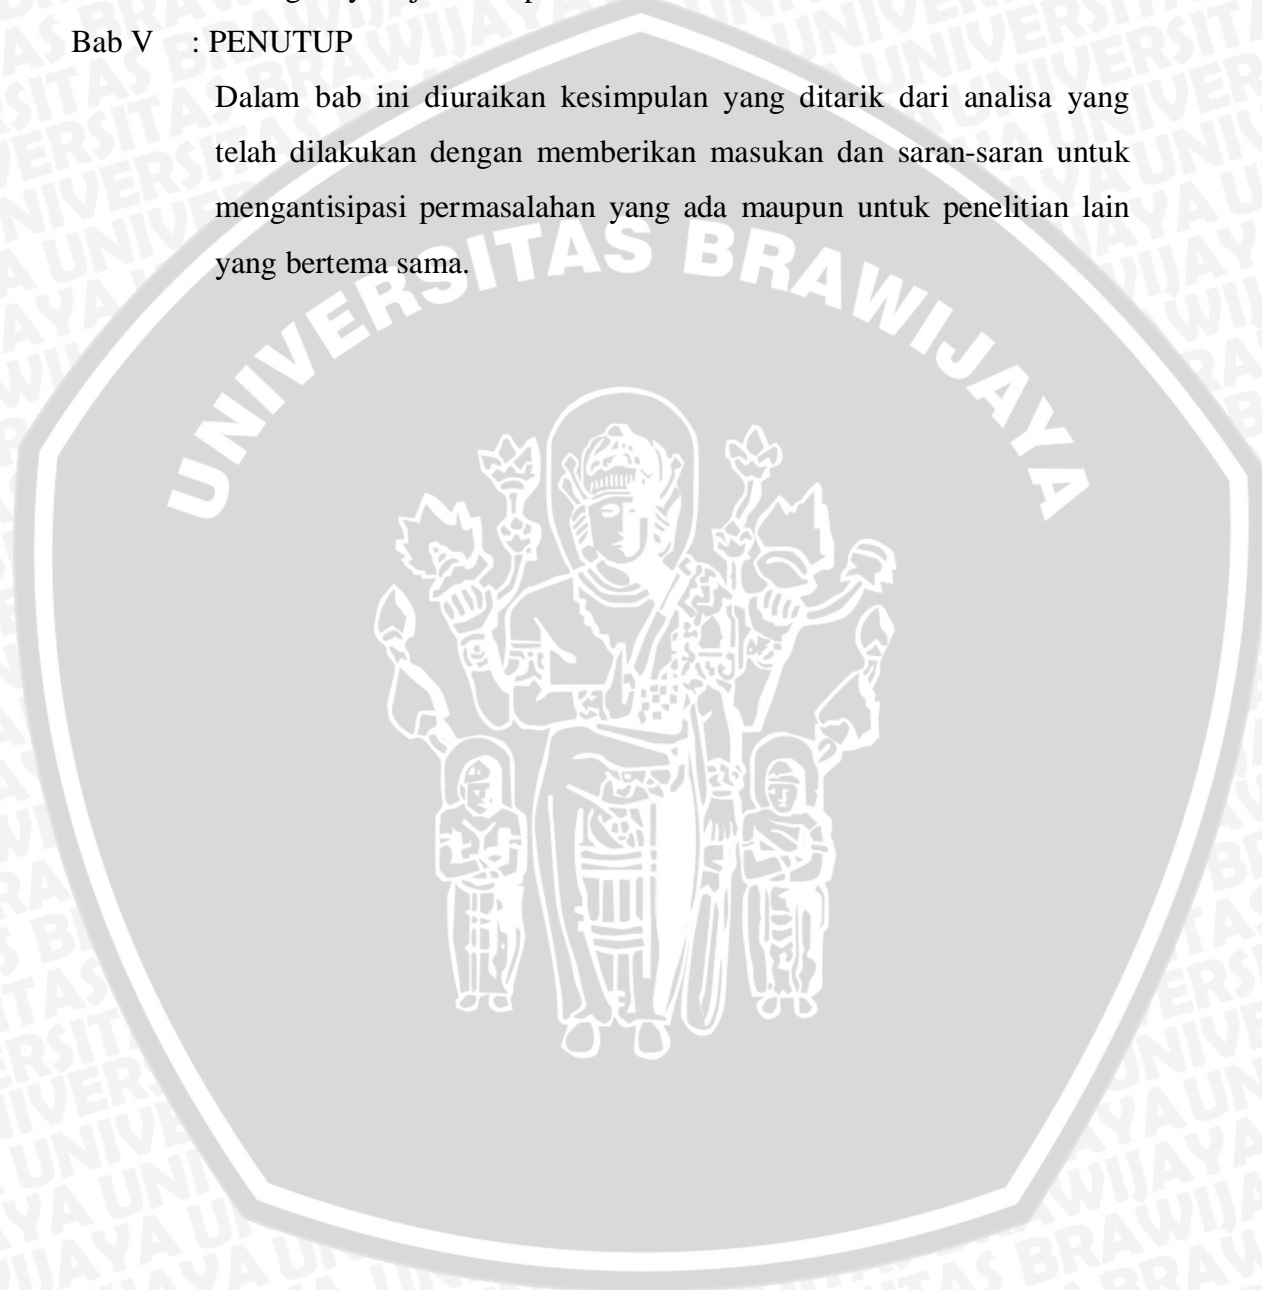 Bab V : PENUTUP
Dalam bab ini diuraikan kesimpulan yang ditarik dari analisa yang
telah dilakukan dengan memberikan masukan dan saran-saran untuk
mengantisipasi permasalahan yang ada maupun untuk penelitian lain
yang bertema sama.
UNIVERSITAS BRAWIJAYA